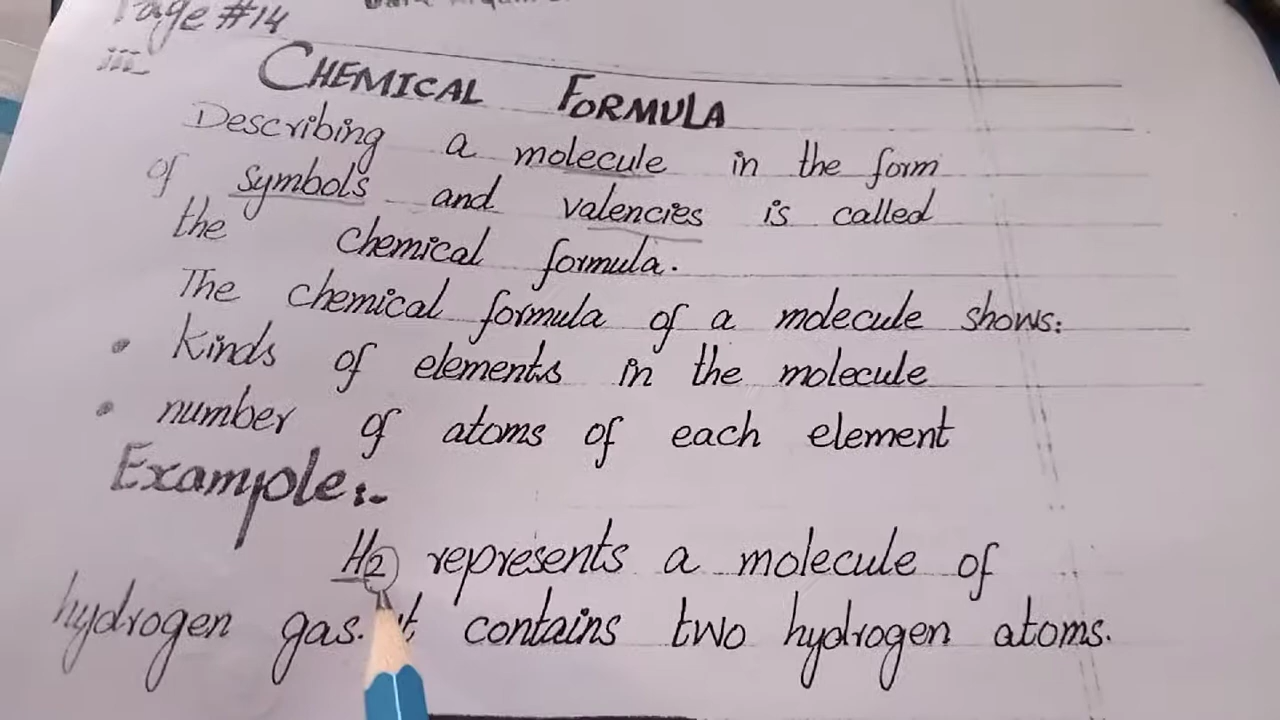 Page #14
iii-
CHEMICAL FORMULA
Describing a molecule in the form
of symbols and valencies is called
the chemical formula.
The chemical formula of a molecule shows:
• Kinds of elements in the molecule
• number of atoms of each element
Example:-
H2 represents a molecule of
hydrogen gas. it contains two hydrogen atoms.